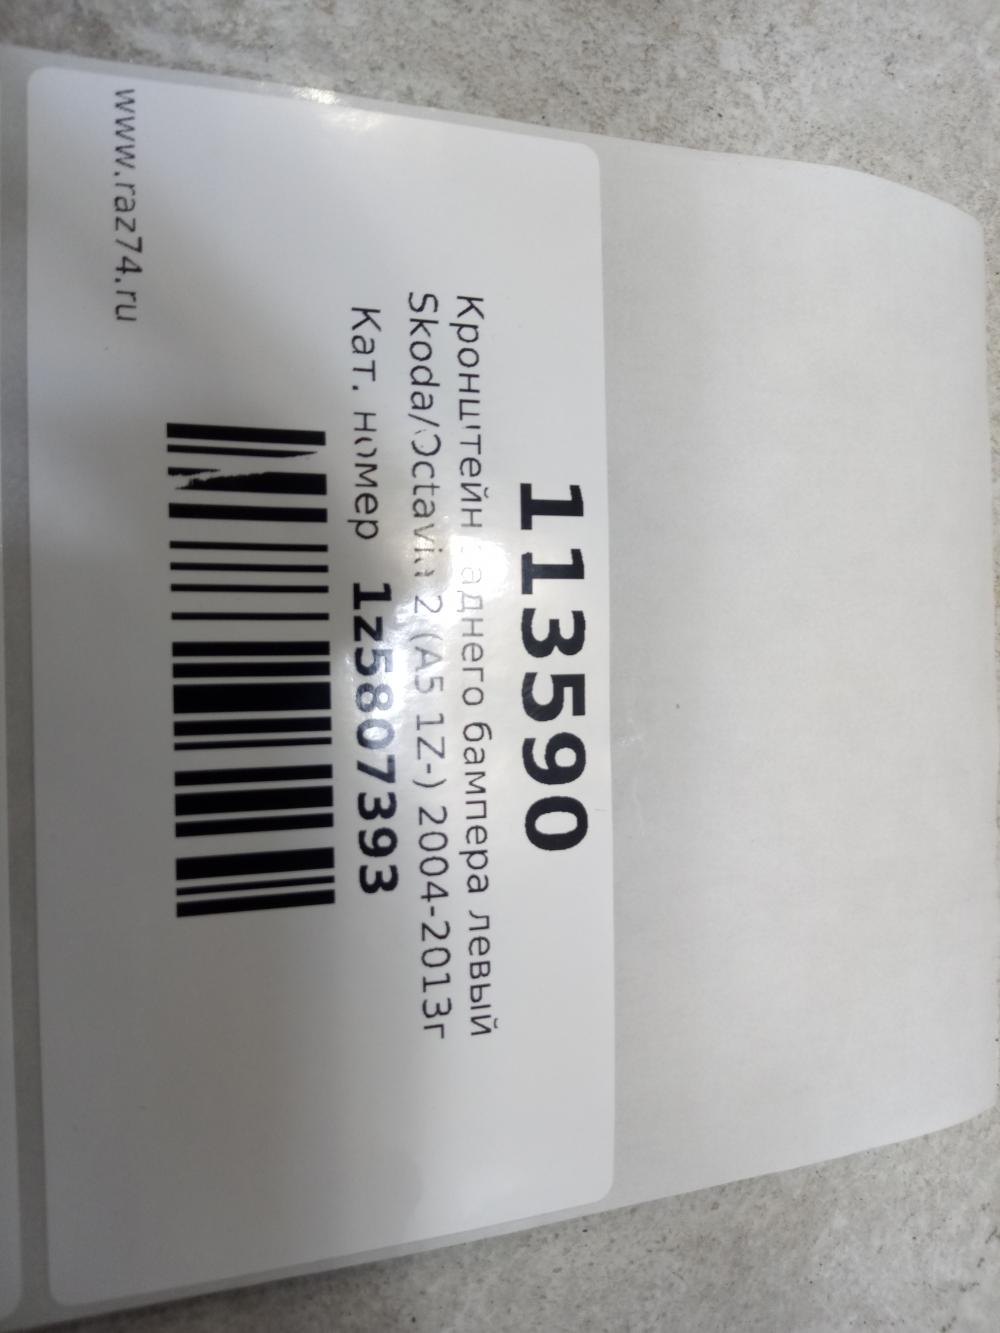 113590
Кронштейн заднего бампера левый
Skoda/Octavia 2 (A5 1Z-) 2004-2013г
Кат. номер 1z5807393
www.raz74.ru